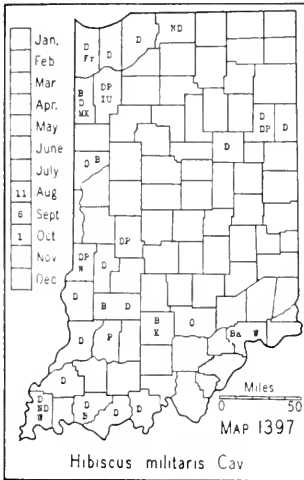 Jan.
Feb
Mar
Apr.
May
June
July
11 Aug
6 Sept
1 Oct
Nov
Dec
D
Fr
D
D
ND
B
D
MK
DP
IU
D
DP
D
D
D B
DP
DP
N
D
D
B D
B
K
O
Ba W
D
P
D
D
ND
W
D
B
D
D
Miles
0 50
MAP 1397
Hibiscus militaris Cav